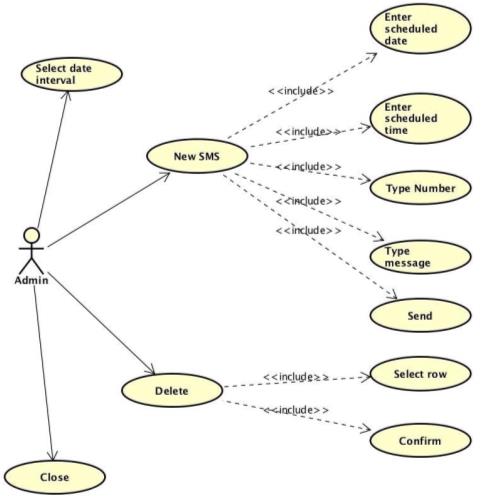 Enter
scheduled
date
Select date
interval
<<include>>
Enter
scheduled
time
<<include>>
New SMS
<<include>>
Type Number
<<include>>
<<include>>
Type
message
Admin
Send
Select row
<<include>>
Delete
<<include>>
Confirm
Close